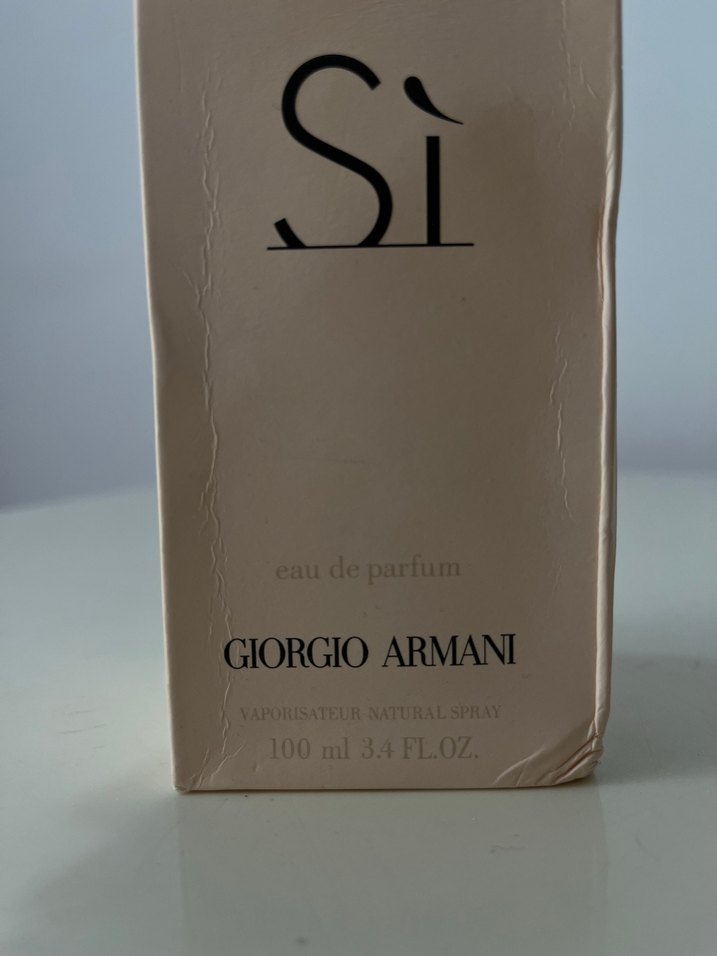 Sì
eau de parfum
GIORGIO ARMANI
VAPORISATEUR NATURAL SPRAY
100 ml 3.4 FL.OZ.